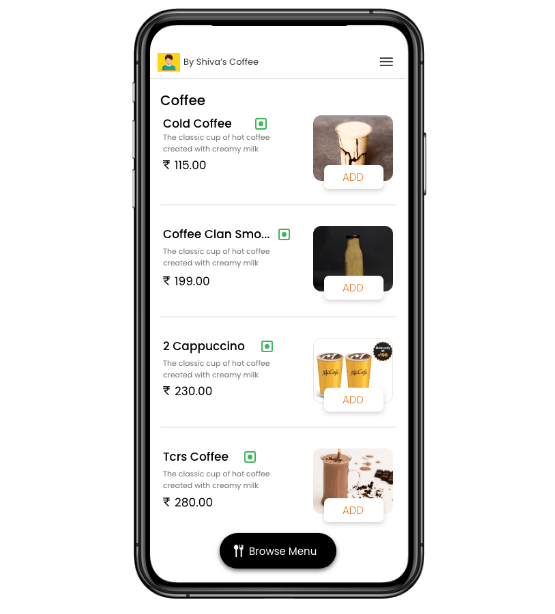 By Shiva's Coffee
Coffee
Cold Coffee
The classic cup of hot coffee
created with creamy milk
₹ 115.00
ADD
Coffee Clan Smo...
The classic cup of hot coffee
created with creamy milk
₹ 199.00
ADD
2 Cappuccino
The classic cup of hot coffee
created with creamy milk
₹ 230.00
McCafé
McCafé
ADD
Tcrs Coffee
The classic cup of hot coffee
created with creamy milk
₹ 280.00
ADD
Browse Menu